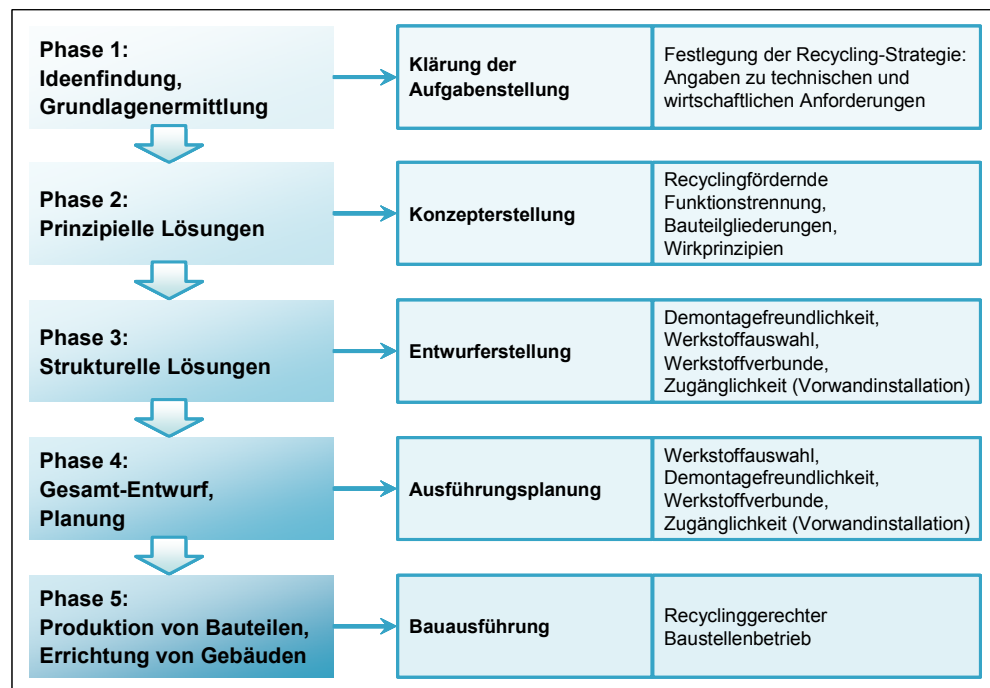 Phase 1:
Ideenfindung,
Grundlagenermittlung
Klärung der
Aufgabenstellung
Festlegung der Recycling-Strategie:
Angaben zu technischen und
wirtschaftlichen Anforderungen
Phase 2:
Prinzipielle Lösungen
Konzepterstellung
Recyclingfördernde
Funktionstrennung,
Bauteilgliederungen,
Wirkprinzipien
Phase 3:
Strukturelle Lösungen
Entwurferstellung
Demontagefreundlichkeit,
Werkstoffauswahl,
Werkstoffverbunde,
Zugänglichkeit (Vorwandinstallation)
Phase 4:
Gesamt-Entwurf,
Planung
Ausführungsplanung
Werkstoffauswahl,
Demontagefreundlichkeit,
Werkstoffverbunde,
Zugänglichkeit (Vorwandinstallation)
Phase 5:
Produktion von Bauteilen,
Errichtung von Gebäuden
Bauausführung
Recyclinggerechter
Baustellenbetrieb